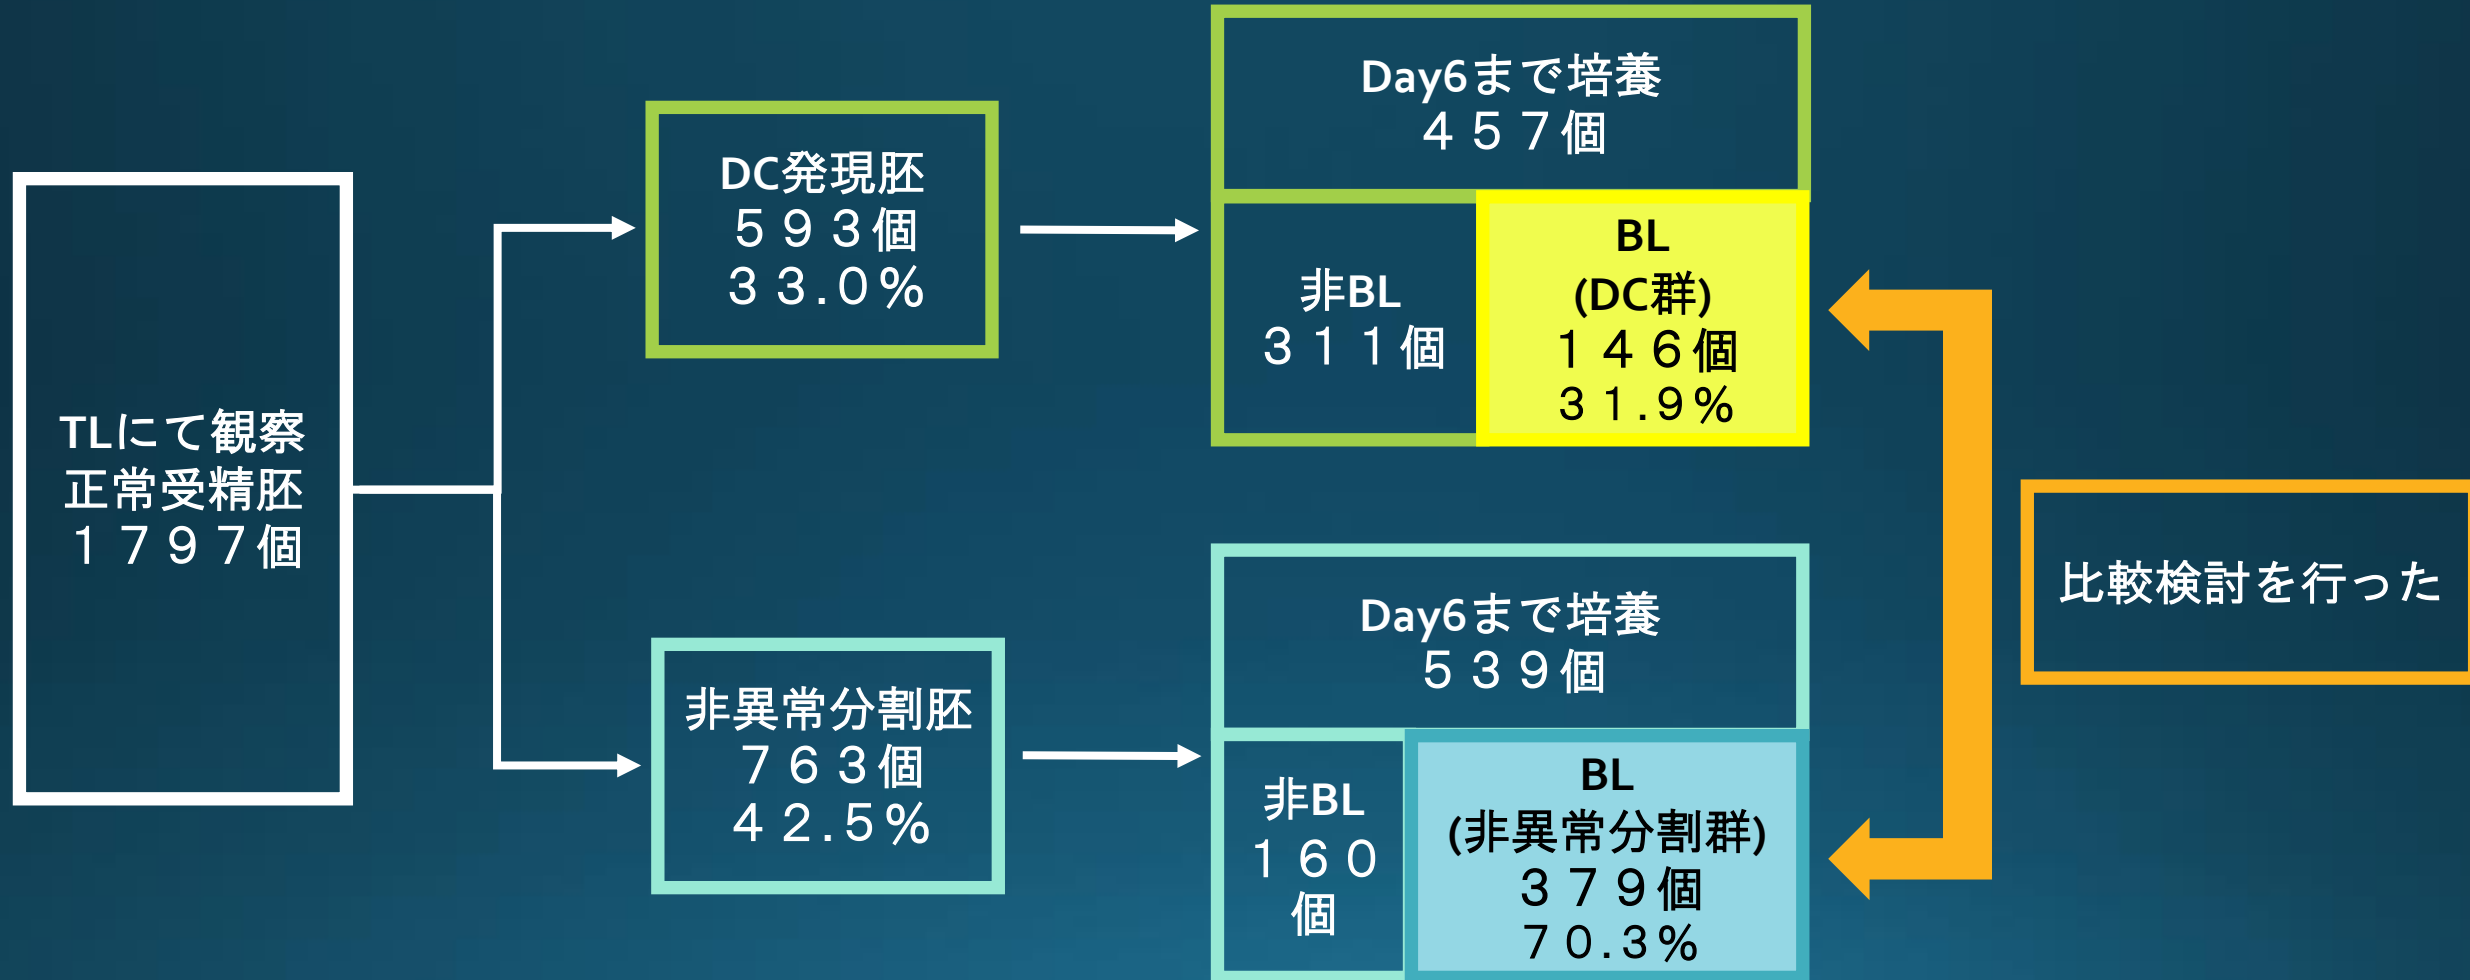 TLにて観察
正常受精胚
１７９７個
DC発現胚
５９３個
３３.０％
Day6まで培養
４５７個
非BL
３１１個
BL
(DC群)
１４６個
３１.９％
非異常分割胚
７６３個
４２.５％
Day6まで培養
５３９個
非BL
１６０
個
BL
(非異常分割群)
３７９個
７０.３％
比較検討を行った